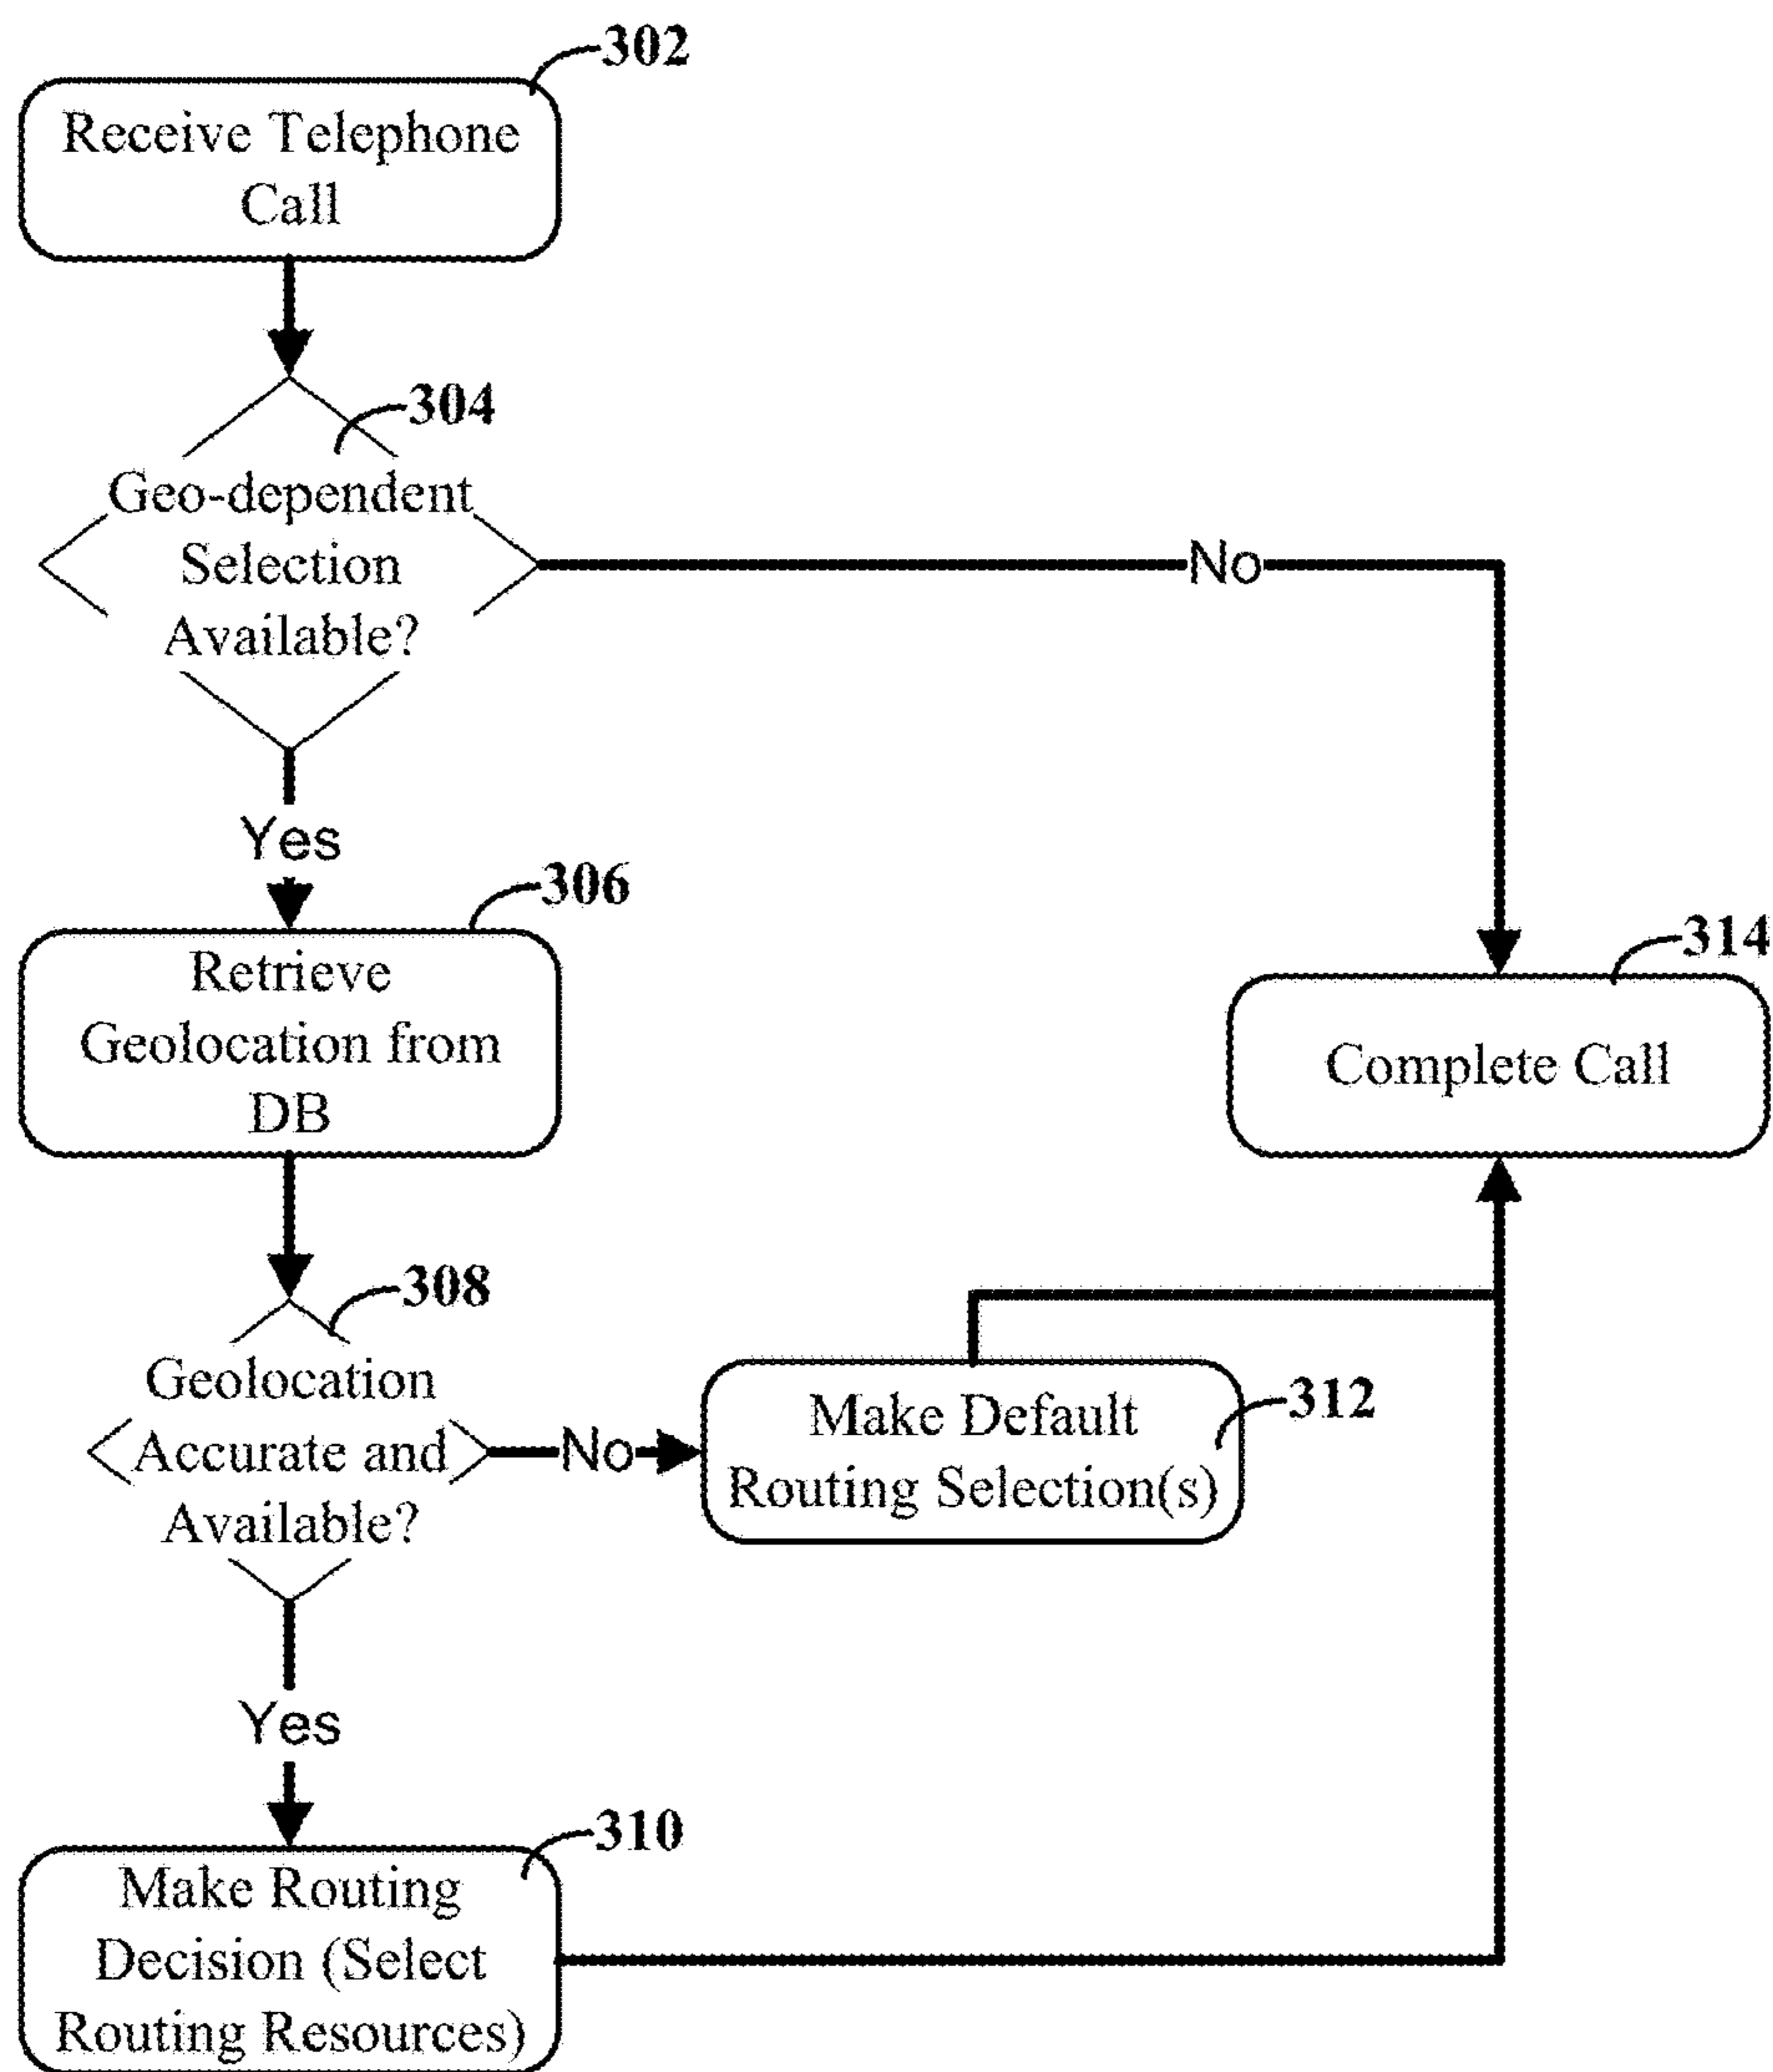 302
Receive Telephone
Call
304
Geo-dependent
Selection
Available?
No
Yes
306
Retrieve
Geolocation from
DB
314
Complete Call
308
Geolocation
Accurate and
Available?
No
312
Make Default
Routing Selection(s)
Yes
310
Make Routing
Decision (Select
Routing Resources)